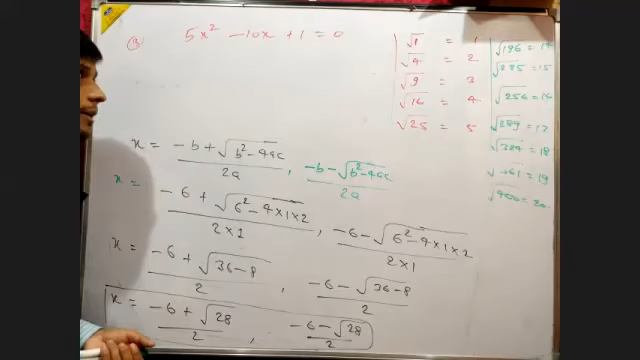 (13) 5x² - 10x + 1 = 0
√1 = 1
√4 = 2
√9 = 3
√16 = 4
√25 = 5
√196 = 14
√225 = 15
√256 = 16
√289 = 17
√324 = 18
√361 = 19
√400 = 20
x = (-b + √(b² - 4ac))/2a , (-b - √(b² - 4ac))/2a
x = (-6 + √(6² - 4×1×2))/(2×1) , (-6 - √(6² - 4×1×2))/(2×1)
x = (-6 + √(36-8))/2 , (-6 - √(36-8))/2
x = (-6 + √28)/2 , (-6 - √28)/2